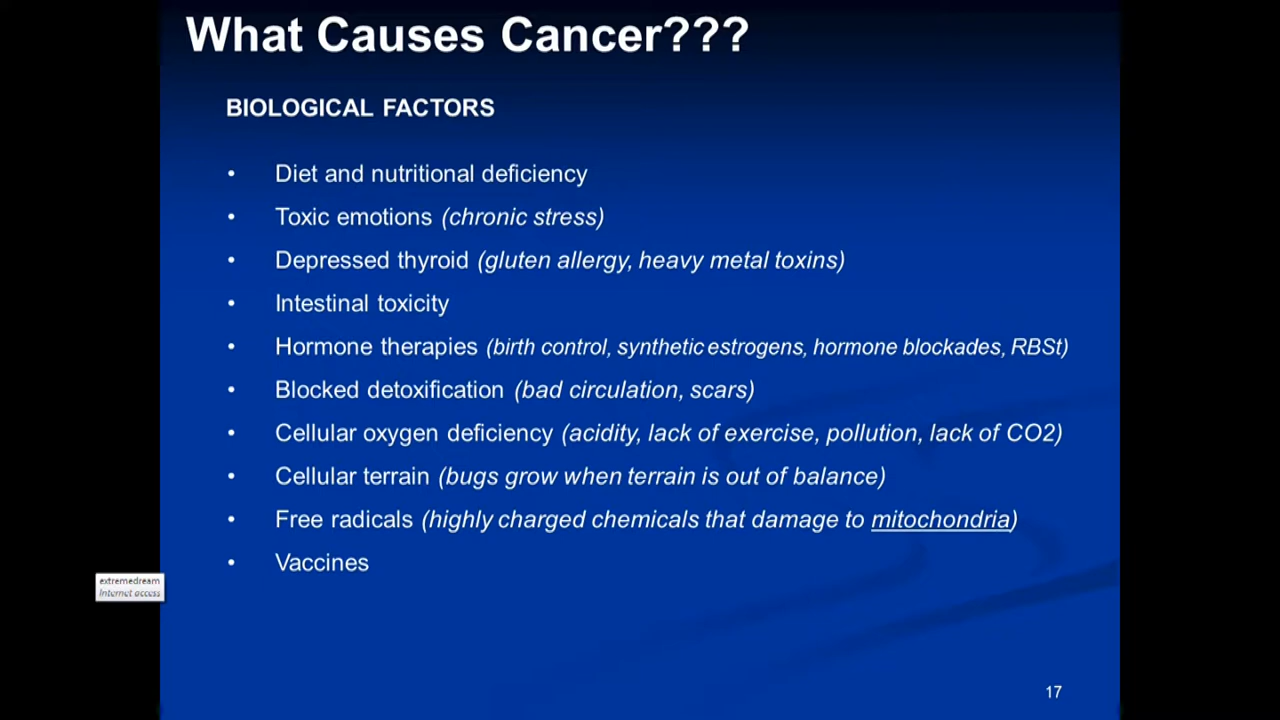 What Causes Cancer???
BIOLOGICAL FACTORS
• Diet and nutritional deficiency
• Toxic emotions (chronic stress)
• Depressed thyroid (gluten allergy, heavy metal toxins)
• Intestinal toxicity
• Hormone therapies (birth control, synthetic estrogens, hormone blockades, RBSt)
• Blocked detoxification (bad circulation, scars)
• Cellular oxygen deficiency (acidity, lack of exercise, pollution, lack of CO2)
• Cellular terrain (bugs grow when terrain is out of balance)
• Free radicals (highly charged chemicals that damage to mitochondria)
• Vaccines
extremedream
Internet access
17